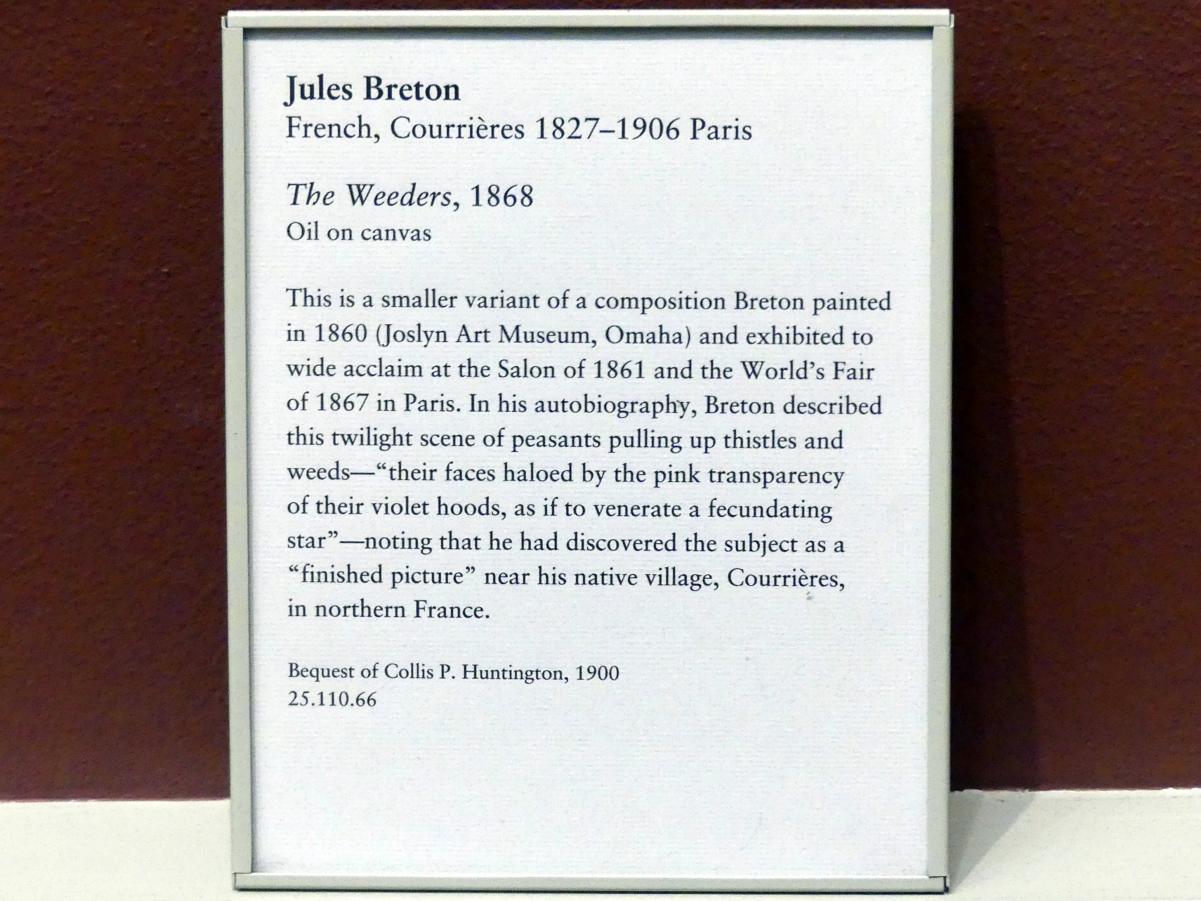 Jules Breton
French, Courrières 1827–1906 Paris
The Weeders, 1868
Oil on canvas
This is a smaller variant of a composition Breton painted
in 1860 (Joslyn Art Museum, Omaha) and exhibited to
wide acclaim at the Salon of 1861 and the World's Fair
of 1867 in Paris. In his autobiography, Breton described
this twilight scene of peasants pulling up thistles and
weeds—“their faces haloed by the pink transparency
of their violet hoods, as if to venerate a fecundating
star”—noting that he had discovered the subject as a
“finished picture” near his native village, Courrières,
in northern France.
Bequest of Collis P. Huntington, 1900
25.110.66